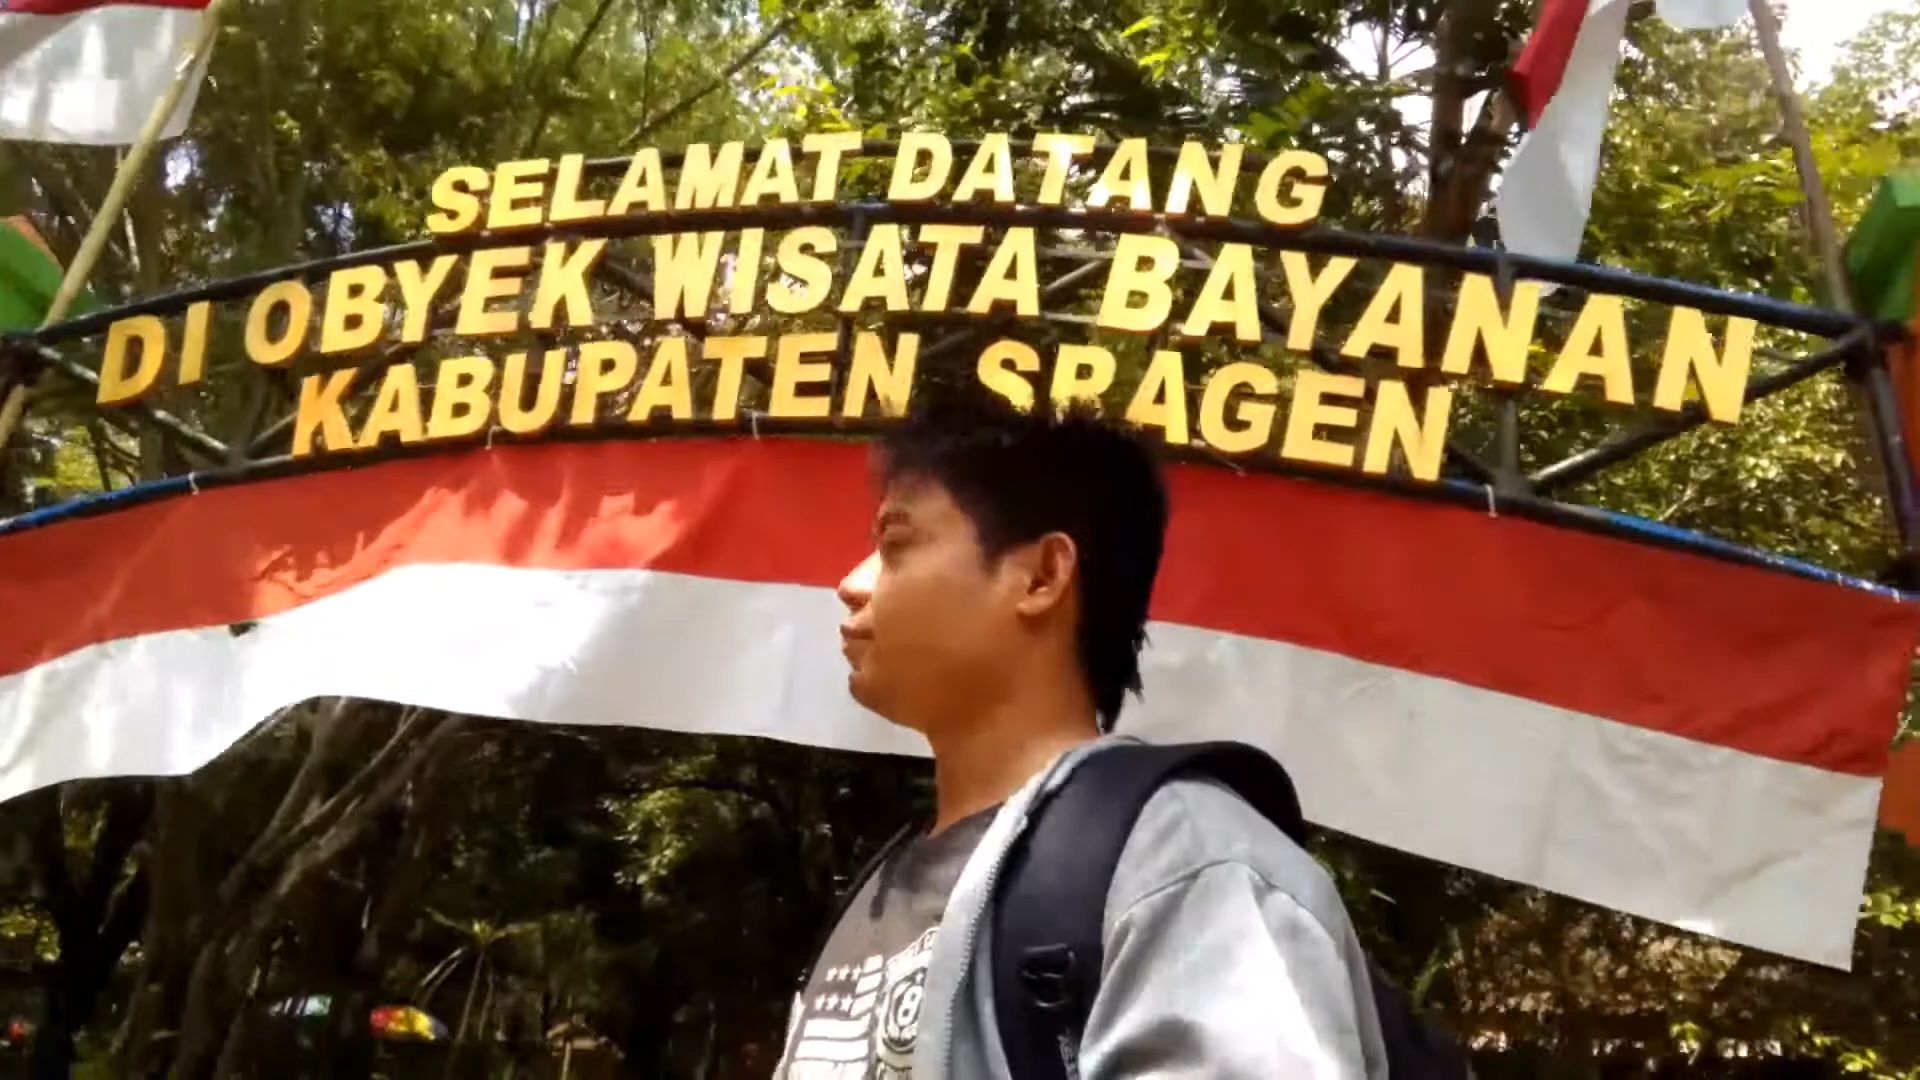 SELAMAT DATANG
DI OBYEK WISATA BAYANAN
KABUPATEN SRAGEN